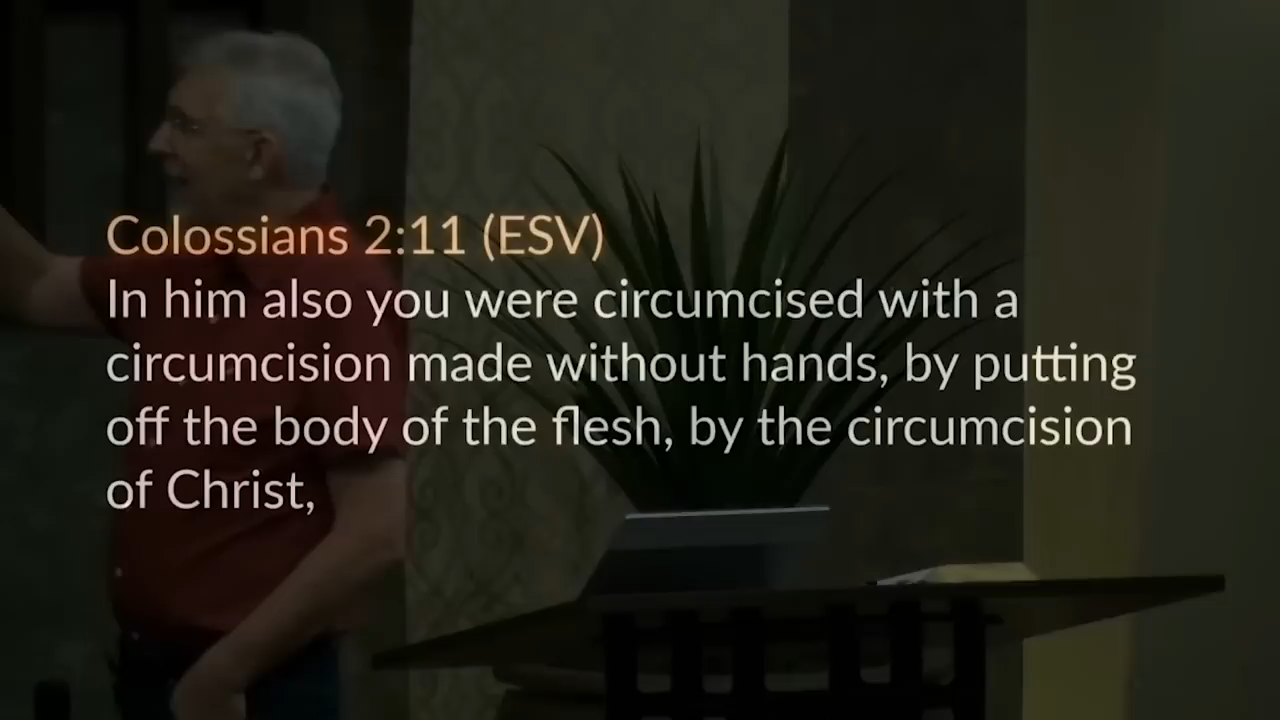 Colossians 2:11 (ESV)
In him also you were circumcised with a
circumcision made without hands, by putting
off the body of the flesh, by the circumcision
of Christ,